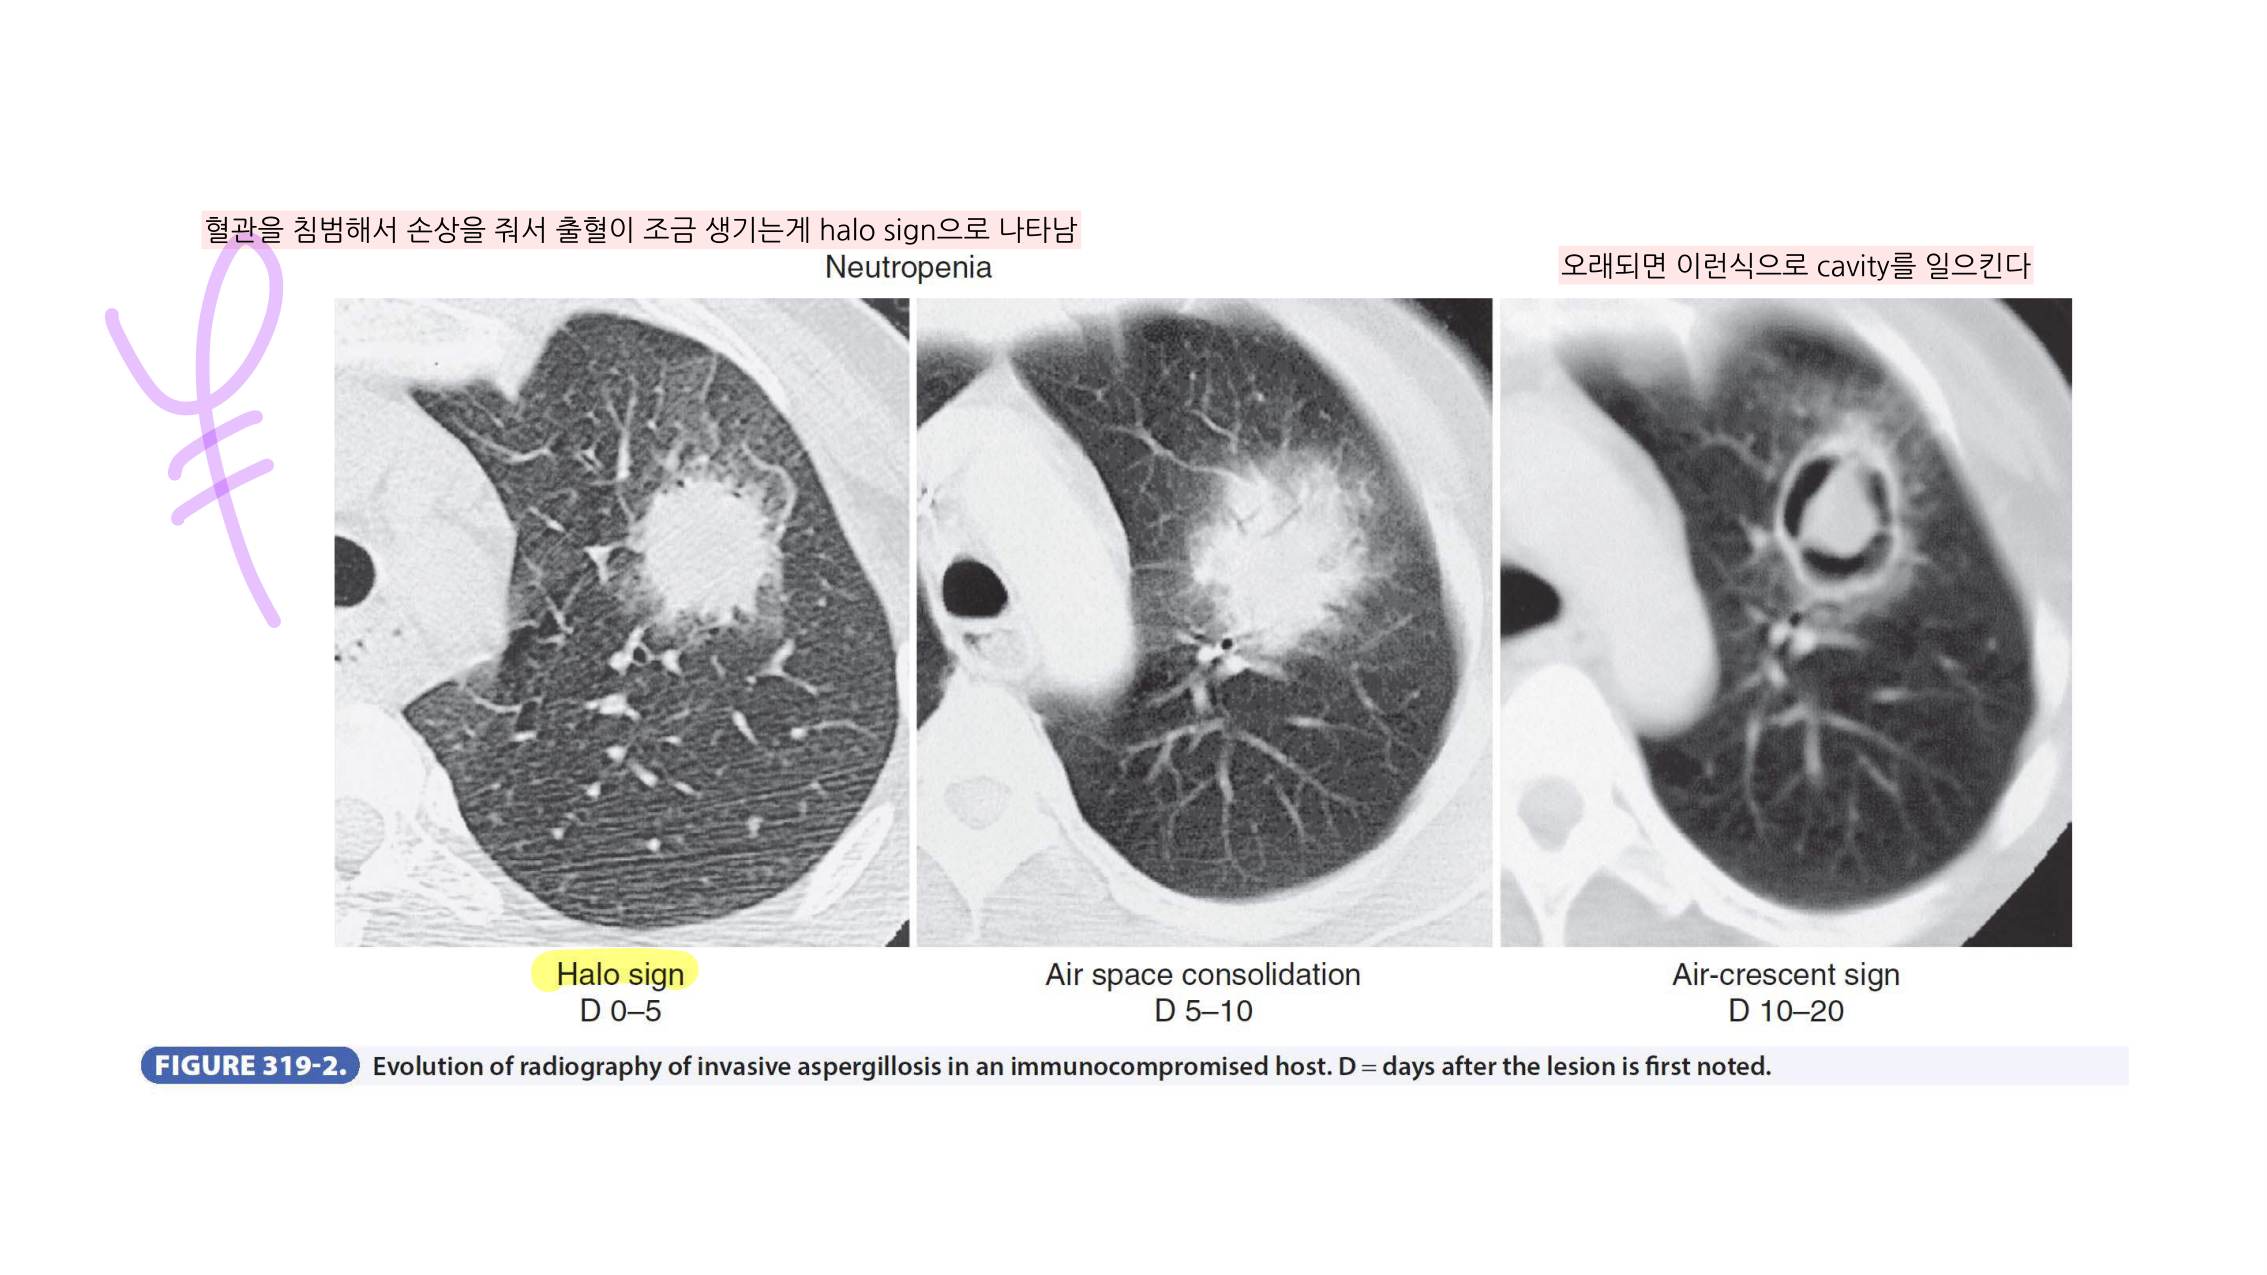 혈관을 침범해서 손상을 줘서 출혈이 조금 생기는게 halo sign으로 나타남
Neutropenia
오래되면 이런식으로 cavity를 일으킨다
Halo sign
D 0–5
Air space consolidation
D 5–10
Air-crescent sign
D 10–20
FIGURE 319-2. Evolution of radiography of invasive aspergillosis in an immunocompromised host. D = days after the lesion is first noted.